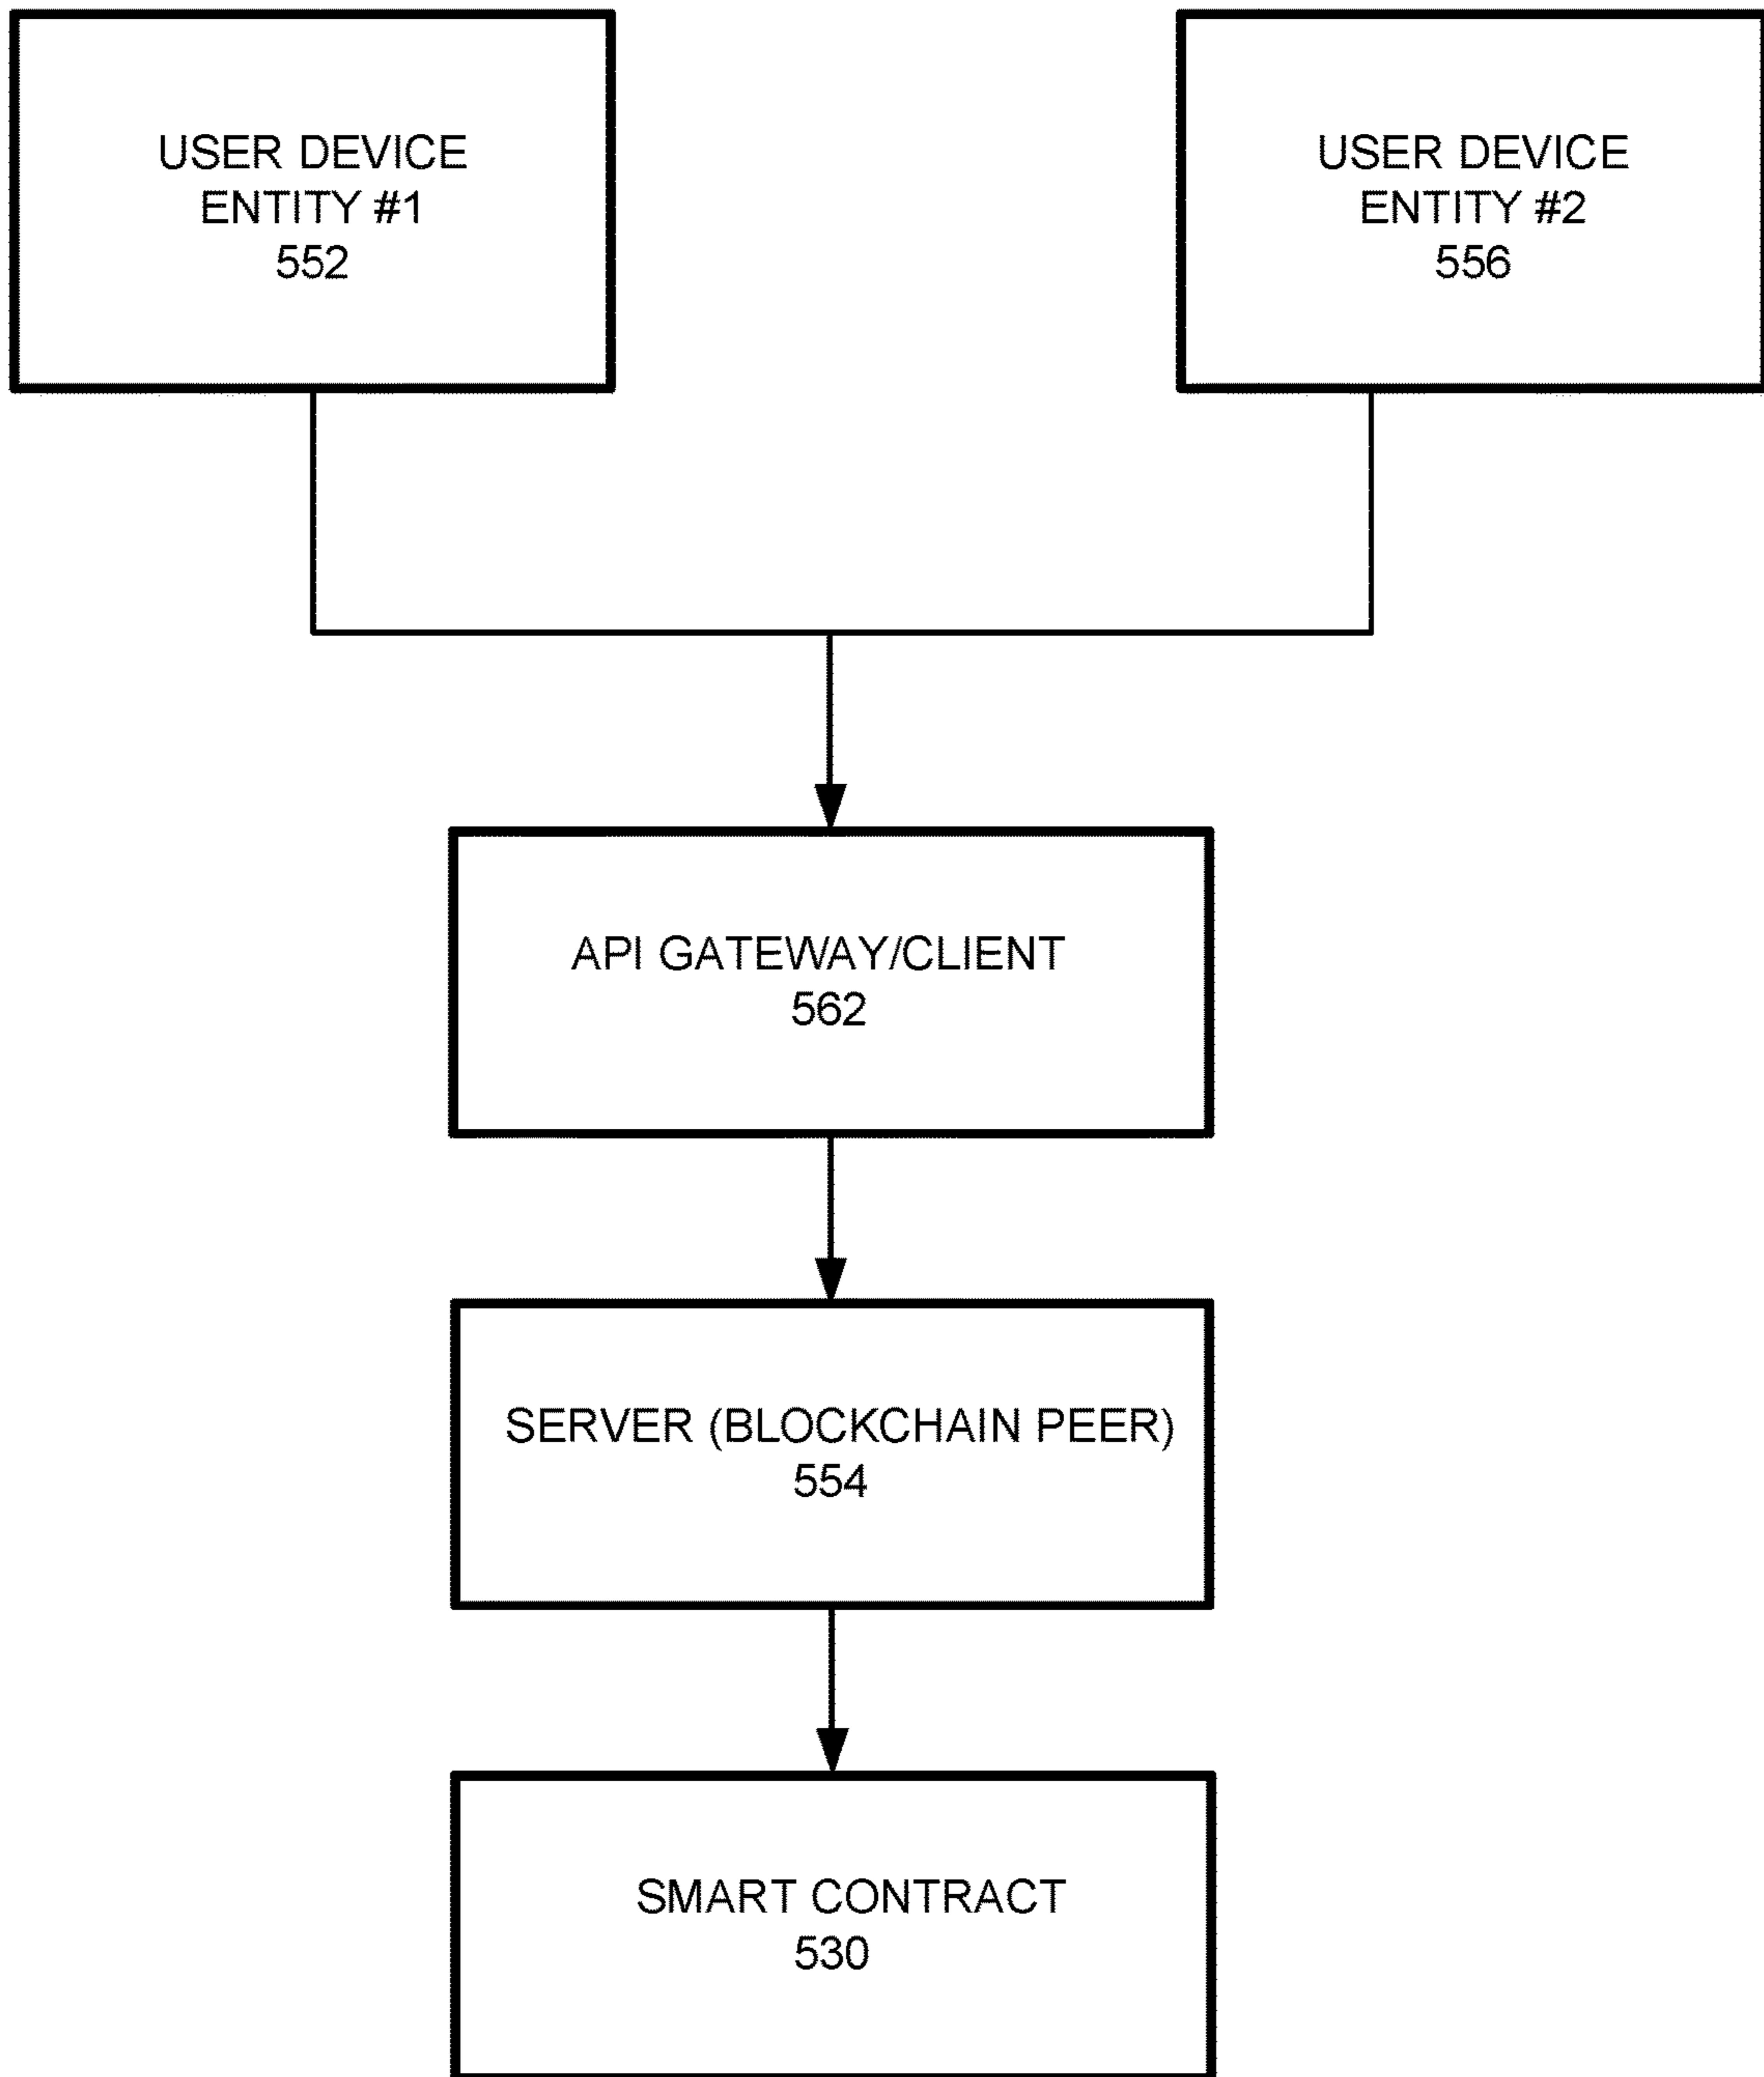 USER DEVICE
ENTITY #1
552
USER DEVICE
ENTITY #2
556
API GATEWAY/CLIENT
562
SERVER (BLOCKCHAIN PEER)
554
SMART CONTRACT
530